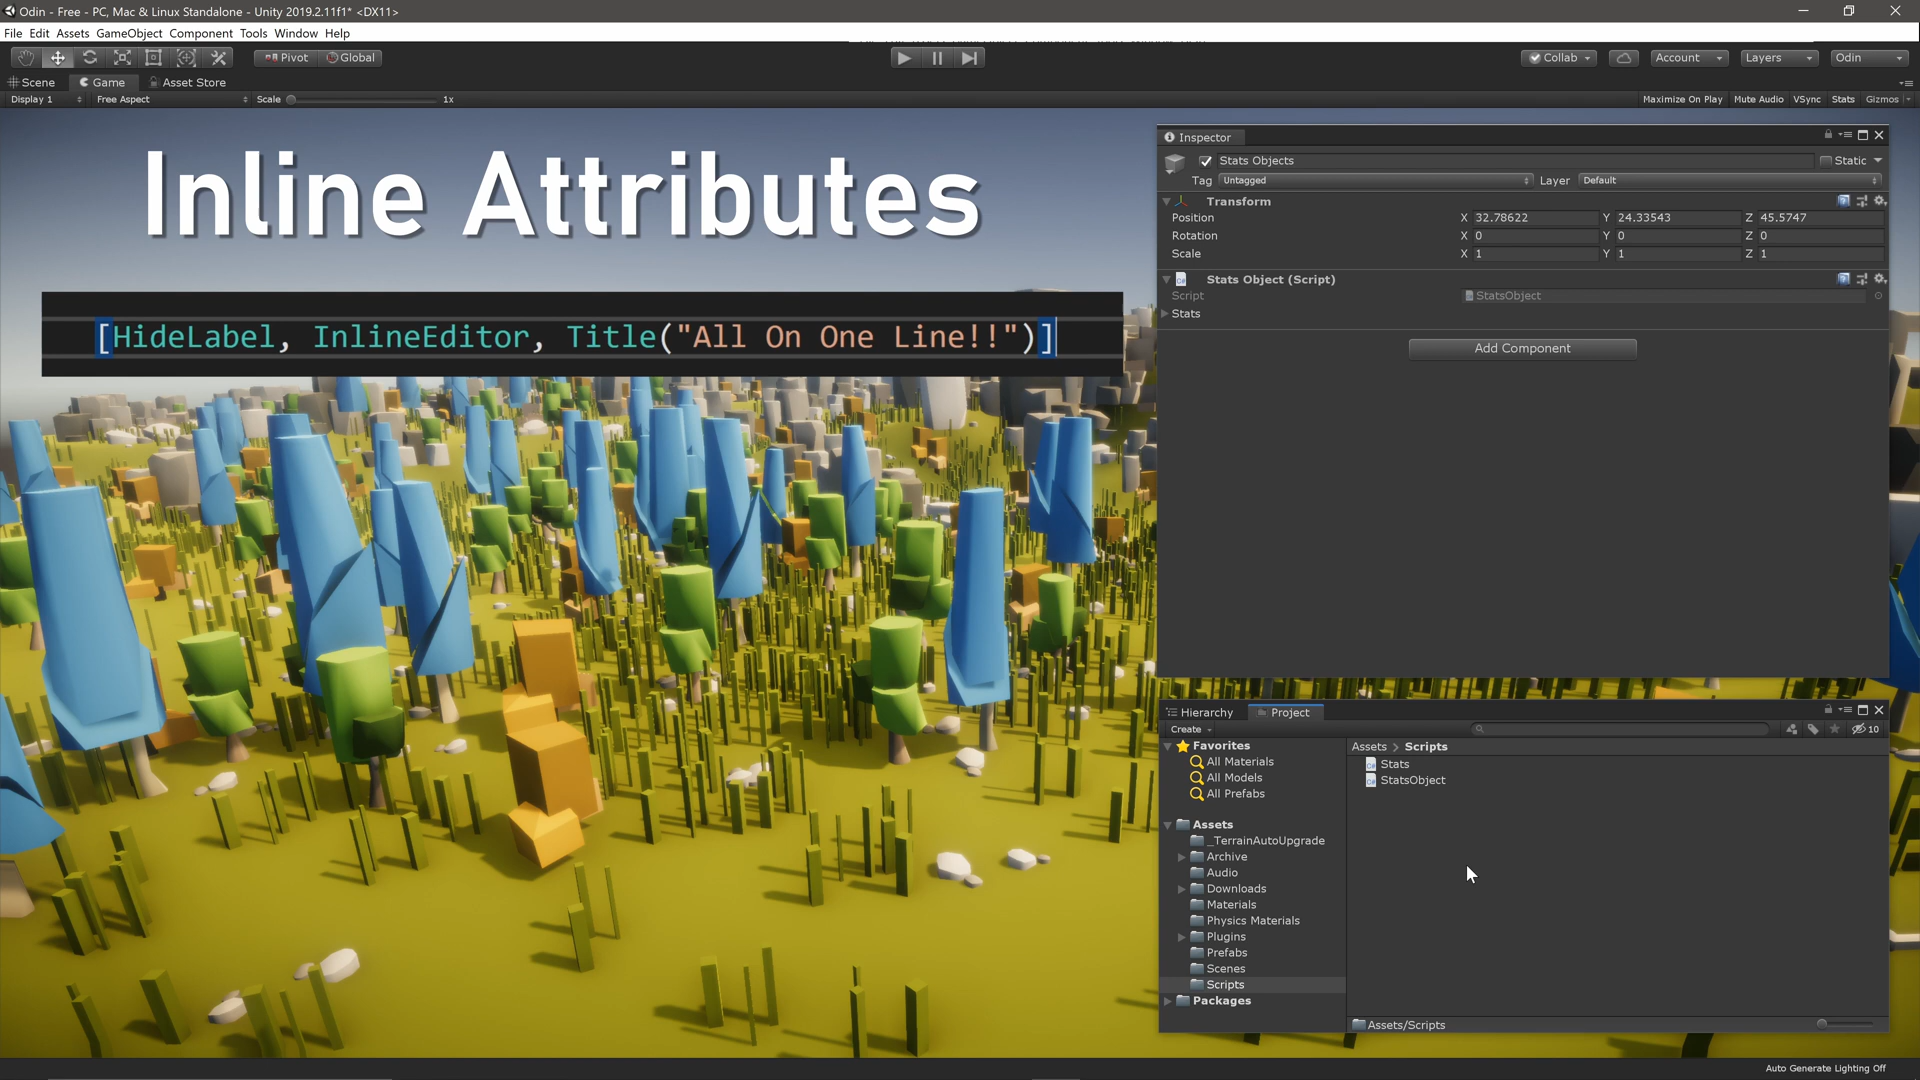 Odin - Free - PC, Mac & Linux Standalone - Unity 2019.2.11f1* <DX11>
File Edit Assets GameObject Component Tools Window Help
Pivot Global
Collab Account Layers Odin
Scene Game Asset Store
Display 1 Free Aspect Scale 1x
Maximize On Play Mute Audio VSync Stats Gizmos
Inline Attributes
[HideLabel, InlineEditor, Title("All On One Line!!")]
Inspector
Stats Objects Static
Tag Untagged Layer Default
Transform
Position X 32.78622 Y 24.33543 Z 45.5747
Rotation X 0 Y 0 Z 0
Scale X 1 Y 1 Z 1
Stats Object (Script)
Script StatsObject
Stats
Add Component
Hierarchy Project
Create
10
Favorites
All Materials
All Models
All Prefabs
Assets
_TerrainAutoUpgrade
Archive
Audio
Downloads
Materials
Physics Materials
Plugins
Prefabs
Scenes
Scripts
Packages
Assets > Scripts
Stats
StatsObject
Assets/Scripts
Auto Generate Lighting Off